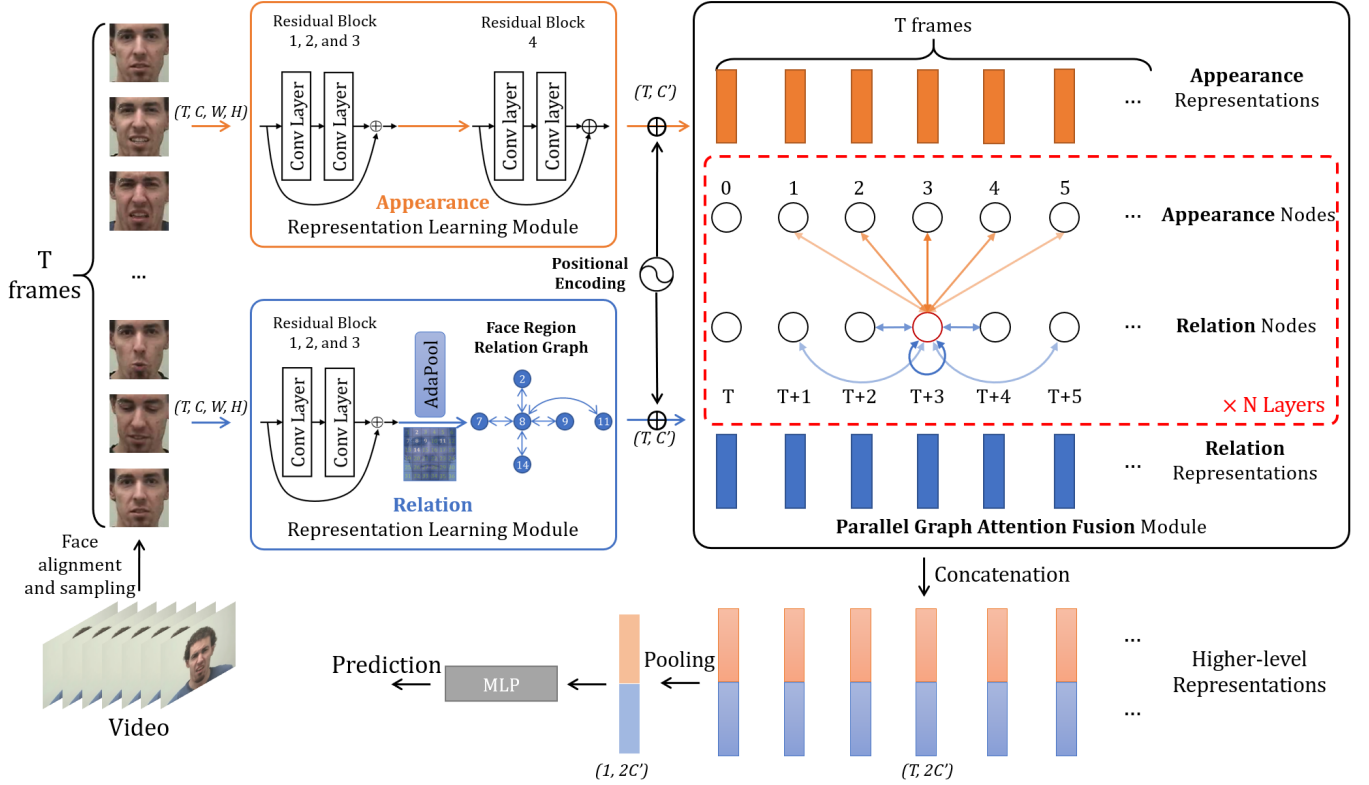 T
frames
...
Face
alignment
and sampling
Video
(T, C, W, H)
Residual Block
1, 2, and 3
Residual Block
4
Conv Layer
Conv Layer
Conv layer
Conv Layer
Appearance
Representation Learning Module
(T, C, W, H)
Residual Block
1, 2, and 3
Conv Layer
Conv Layer
AdaPool
Face Region
Relation Graph
2
7
8
9
11
14
Relation
Representation Learning Module
(T, C')
Positional
Encoding
(T, C')
T frames
...
Appearance
Representations
0
1
2
3
4
5
... Appearance Nodes
... Relation Nodes
T
T+1
T+2
T+3
T+4
T+5
× N Layers
...
Relation
Representations
Parallel Graph Attention Fusion Module
Concatenation
...
...
Higher-level
Representations
(T, 2C')
Pooling
(1, 2C')
MLP
Prediction